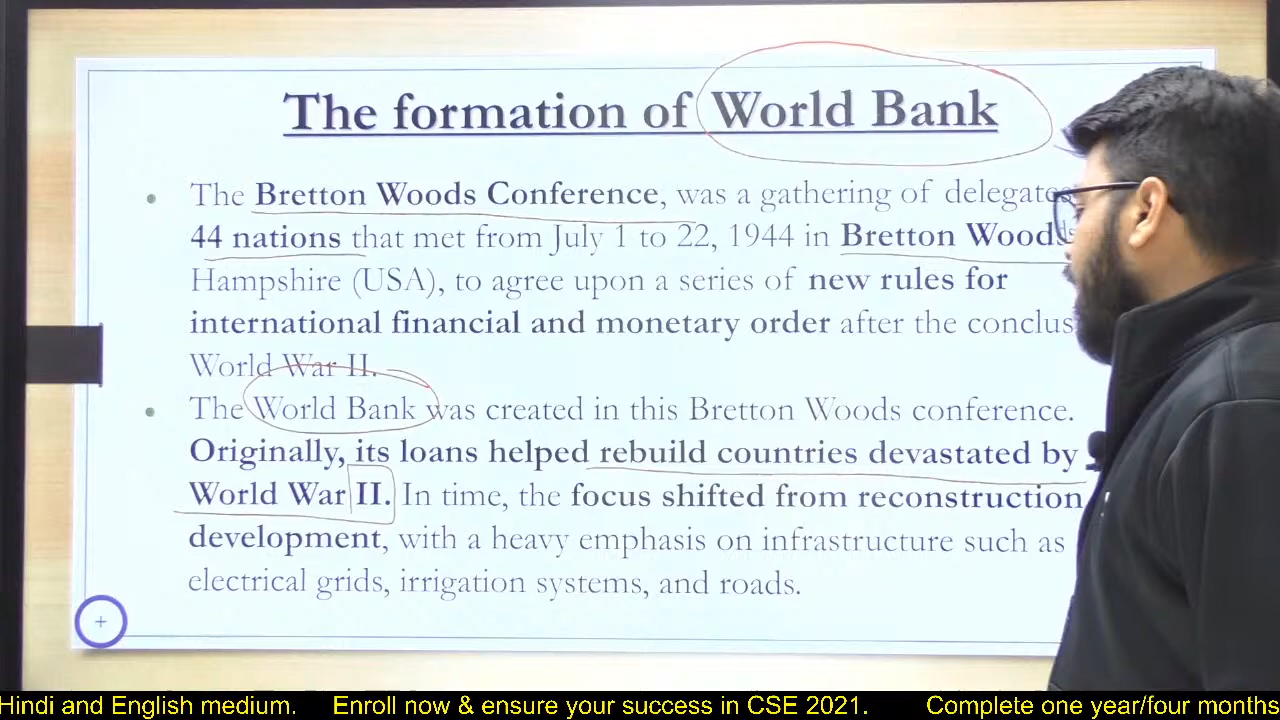 The formation of World Bank
The Bretton Woods Conference, was a gathering of delegates
44 nations that met from July 1 to 22, 1944 in Bretton Woods
Hampshire (USA), to agree upon a series of new rules for
international financial and monetary order after the
World War II.
The World Bank was created in this Bretton Woods conference.
Originally, its loans helped rebuild countries devastated by
World War II. In time, the focus shifted from reconstruction
development, with a heavy emphasis on infrastructure such as
electrical grids, irrigation systems, and roads.
+
Hindi and English medium. Enroll now & ensure your success in CSE 2021. Complete one year/four months